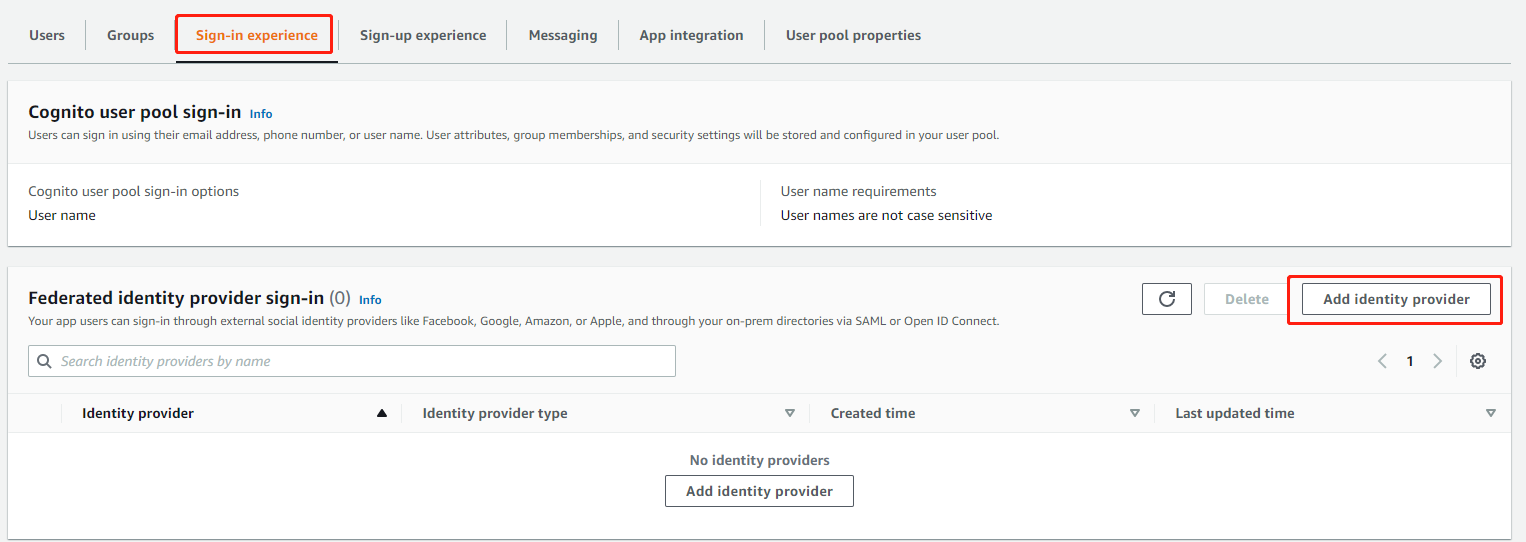 Users Groups Sign-in experience Sign-up experience Messaging App integration User pool properties
Cognito user pool sign-in Info
Users can sign in using their email address, phone number, or user name. User attributes, group memberships, and security settings will be stored and configured in your user pool.
Cognito user pool sign-in options User name requirements
User name User names are not case sensitive
Federated identity provider sign-in (0) Info Delete Add identity provider
Your app users can sign-in through external social identity providers like Facebook, Google, Amazon, or Apple, and through your on-prem directories via SAML or Open ID Connect.
Search identity providers by name 1
Identity provider Identity provider type Created time Last updated time
No identity providers
Add identity provider